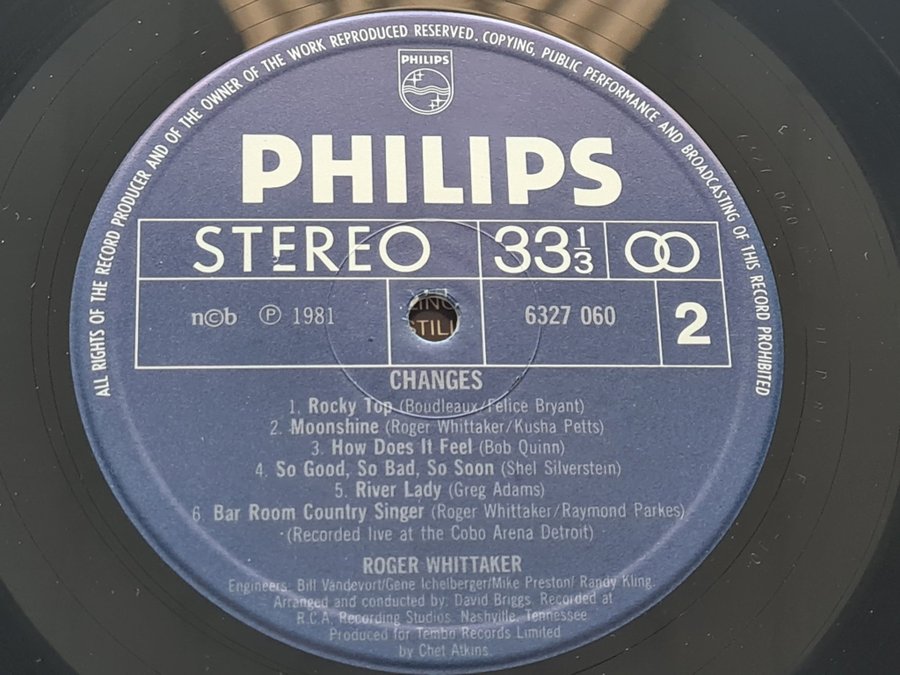 ALL RIGHTS OF THE RECORD PRODUCER AND OF THE OWNER OF THE WORK REPRODUCED RESERVED. COPYING, PUBLIC PERFORMANCE AND BROADCASTING OF THIS RECORD PROHIBITED
PHILIPS
PHILIPS
STEREO 33 1/3
n©b ℗ 1981 6327 060 2
CHANGES
1. Rocky Top (Boudleaux/Felice Bryant)
2. Moonshine (Roger Whittaker/Kusha Petts)
3. How Does It Feel (Bob Quinn)
4. So Good, So Bad, So Soon (Shel Silverstein)
5. River Lady (Greg Adams)
6. Bar Room Country Singer (Roger Whittaker/Raymond Parkes)
(Recorded live at the Cobo Arena Detroit)
ROGER WHITTAKER
Engineers: Bill Vandevort/Gene Ichelberger/Mike Preston/ Randy Kling.
Arranged and conducted by: David Briggs. Recorded at
R.C.A. Recording Studios. Nashville, Tennessee
Produced for Tembo Records Limited
by Chet Atkins.